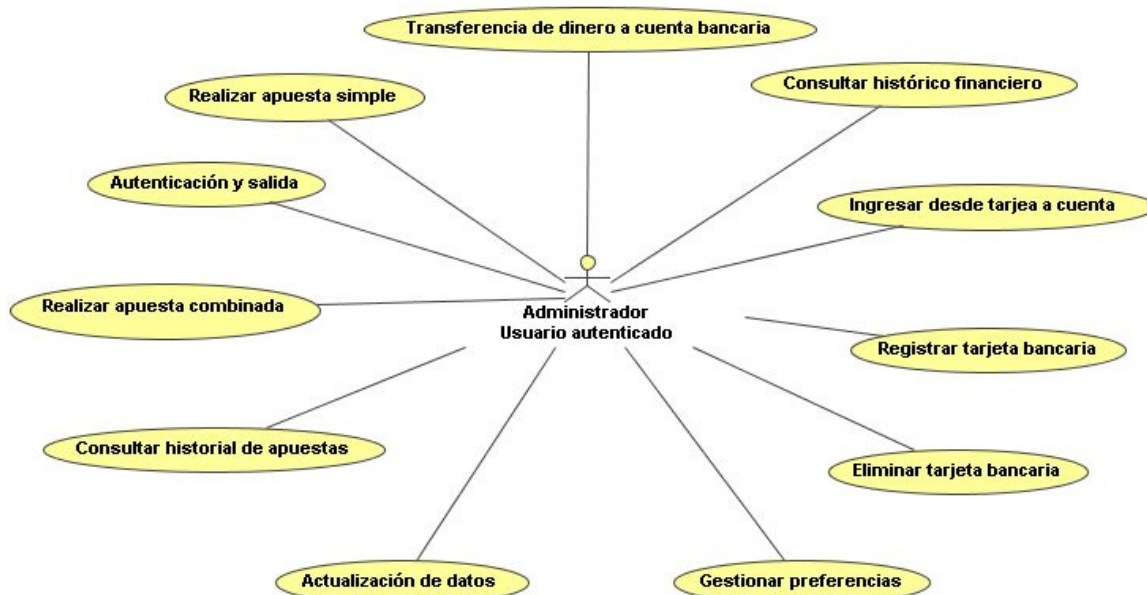 Transferencia de dinero a cuenta bancaria
Consultar histórico financiero
Realizar apuesta simple
Autenticación y salida
Ingresar desde tarjea a cuenta
Realizar apuesta combinada
Administrador
Usuario autenticado
Registrar tarjeta bancaria
Consultar historial de apuestas
Eliminar tarjeta bancaria
Actualización de datos
Gestionar preferencias